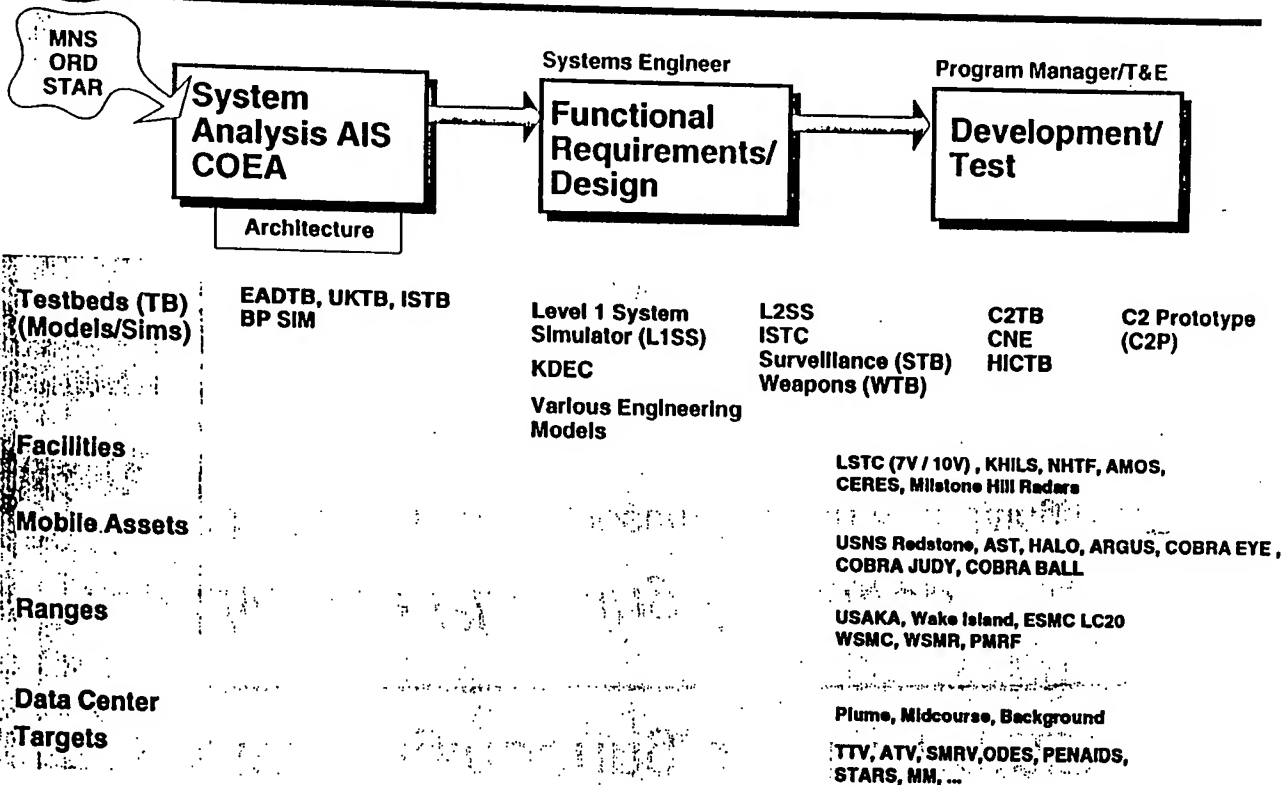 MNS
ORD
STAR
System
Analysis AIS
COEA
Architecture
Systems Engineer
Functional
Requirements/
Design
Program Manager/T&E
Development/
Test
Testbeds (TB)
(Models/Sims)
EADTB, UKTB, ISTB
BP SIM
Level 1 System
Simulator (L1SS)
KDEC
Various Engineering
Models
L2SS
ISTC
Surveillance (STB)
Weapons (WTB)
C2TB
CNE
HICTB
C2 Prototype
(C2P)
Facilities
LSTC (7V / 10V) , KHILS, NHTF, AMOS,
CERES, Milstone Hill Radars
Mobile Assets
USNS Redstone, AST, HALO, ARGUS, COBRA EYE ,
COBRA JUDY, COBRA BALL
Ranges
USAKA, Wake Island, ESMC LC20
WSMC, WSMR, PMRF
Data Center
Plume, Midcourse, Background
Targets
TTV, ATV, SMRV,ODES, PENAIDS,
STARS, MM, ...